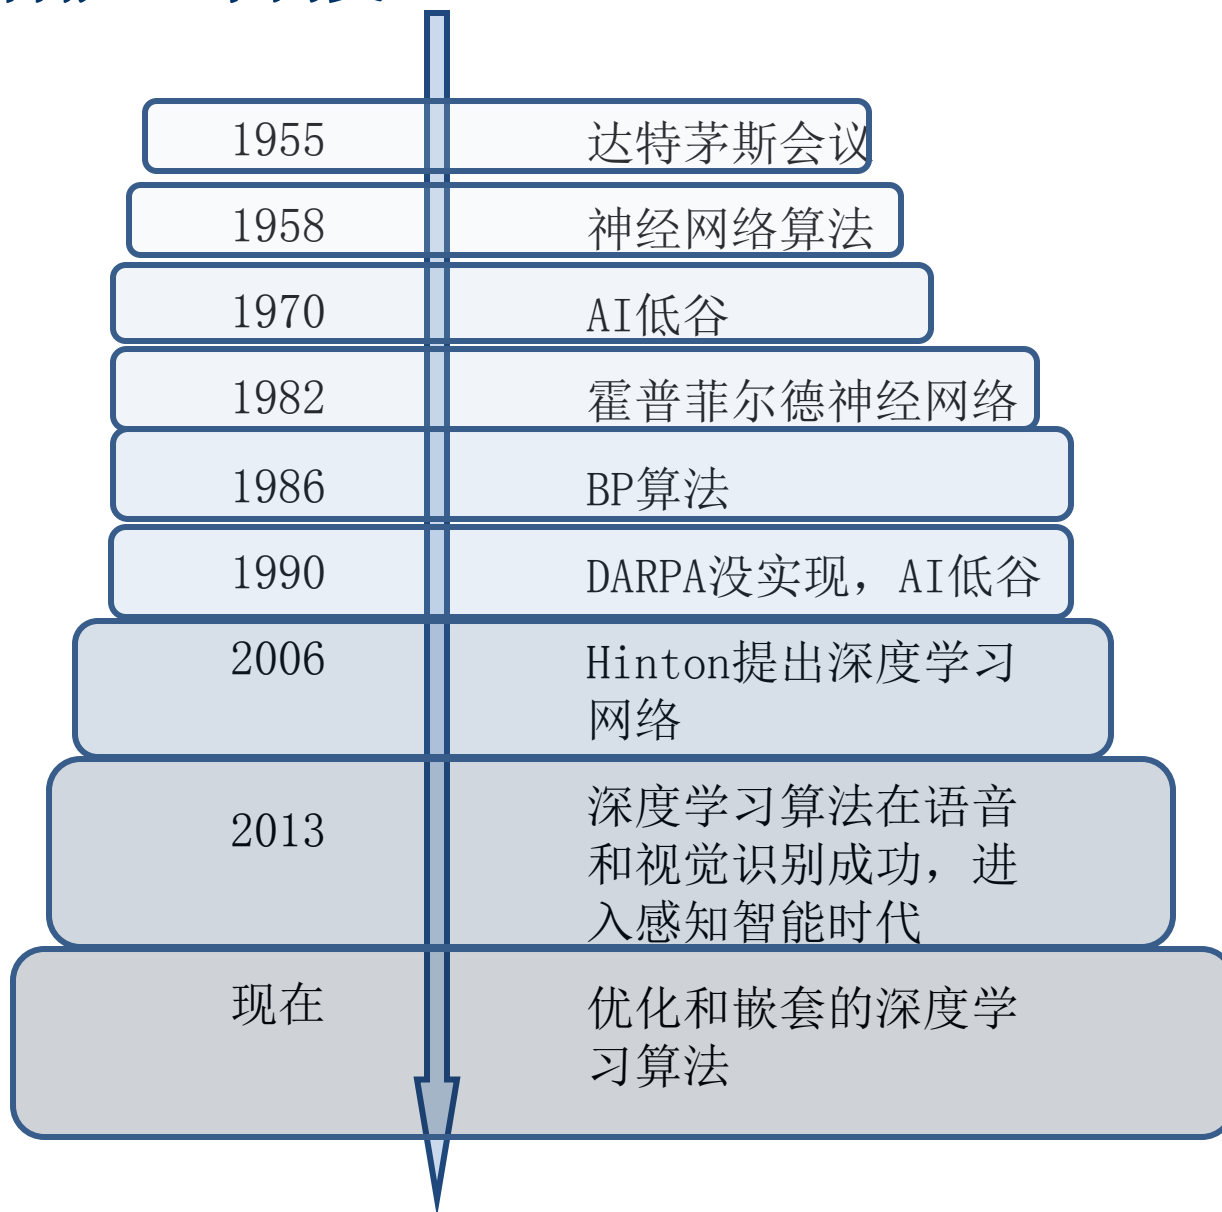 1955 达特茅斯会议
1958 神经网络算法
1970 AI低谷
1982 霍普菲尔德神经网络
1986 BP算法
1990 DARPA没实现，AI低谷
2006 Hinton提出深度学习
网络
2013 深度学习算法在语音
和视觉识别成功，进
入感知智能时代
现在 优化和嵌套的深度学
习算法